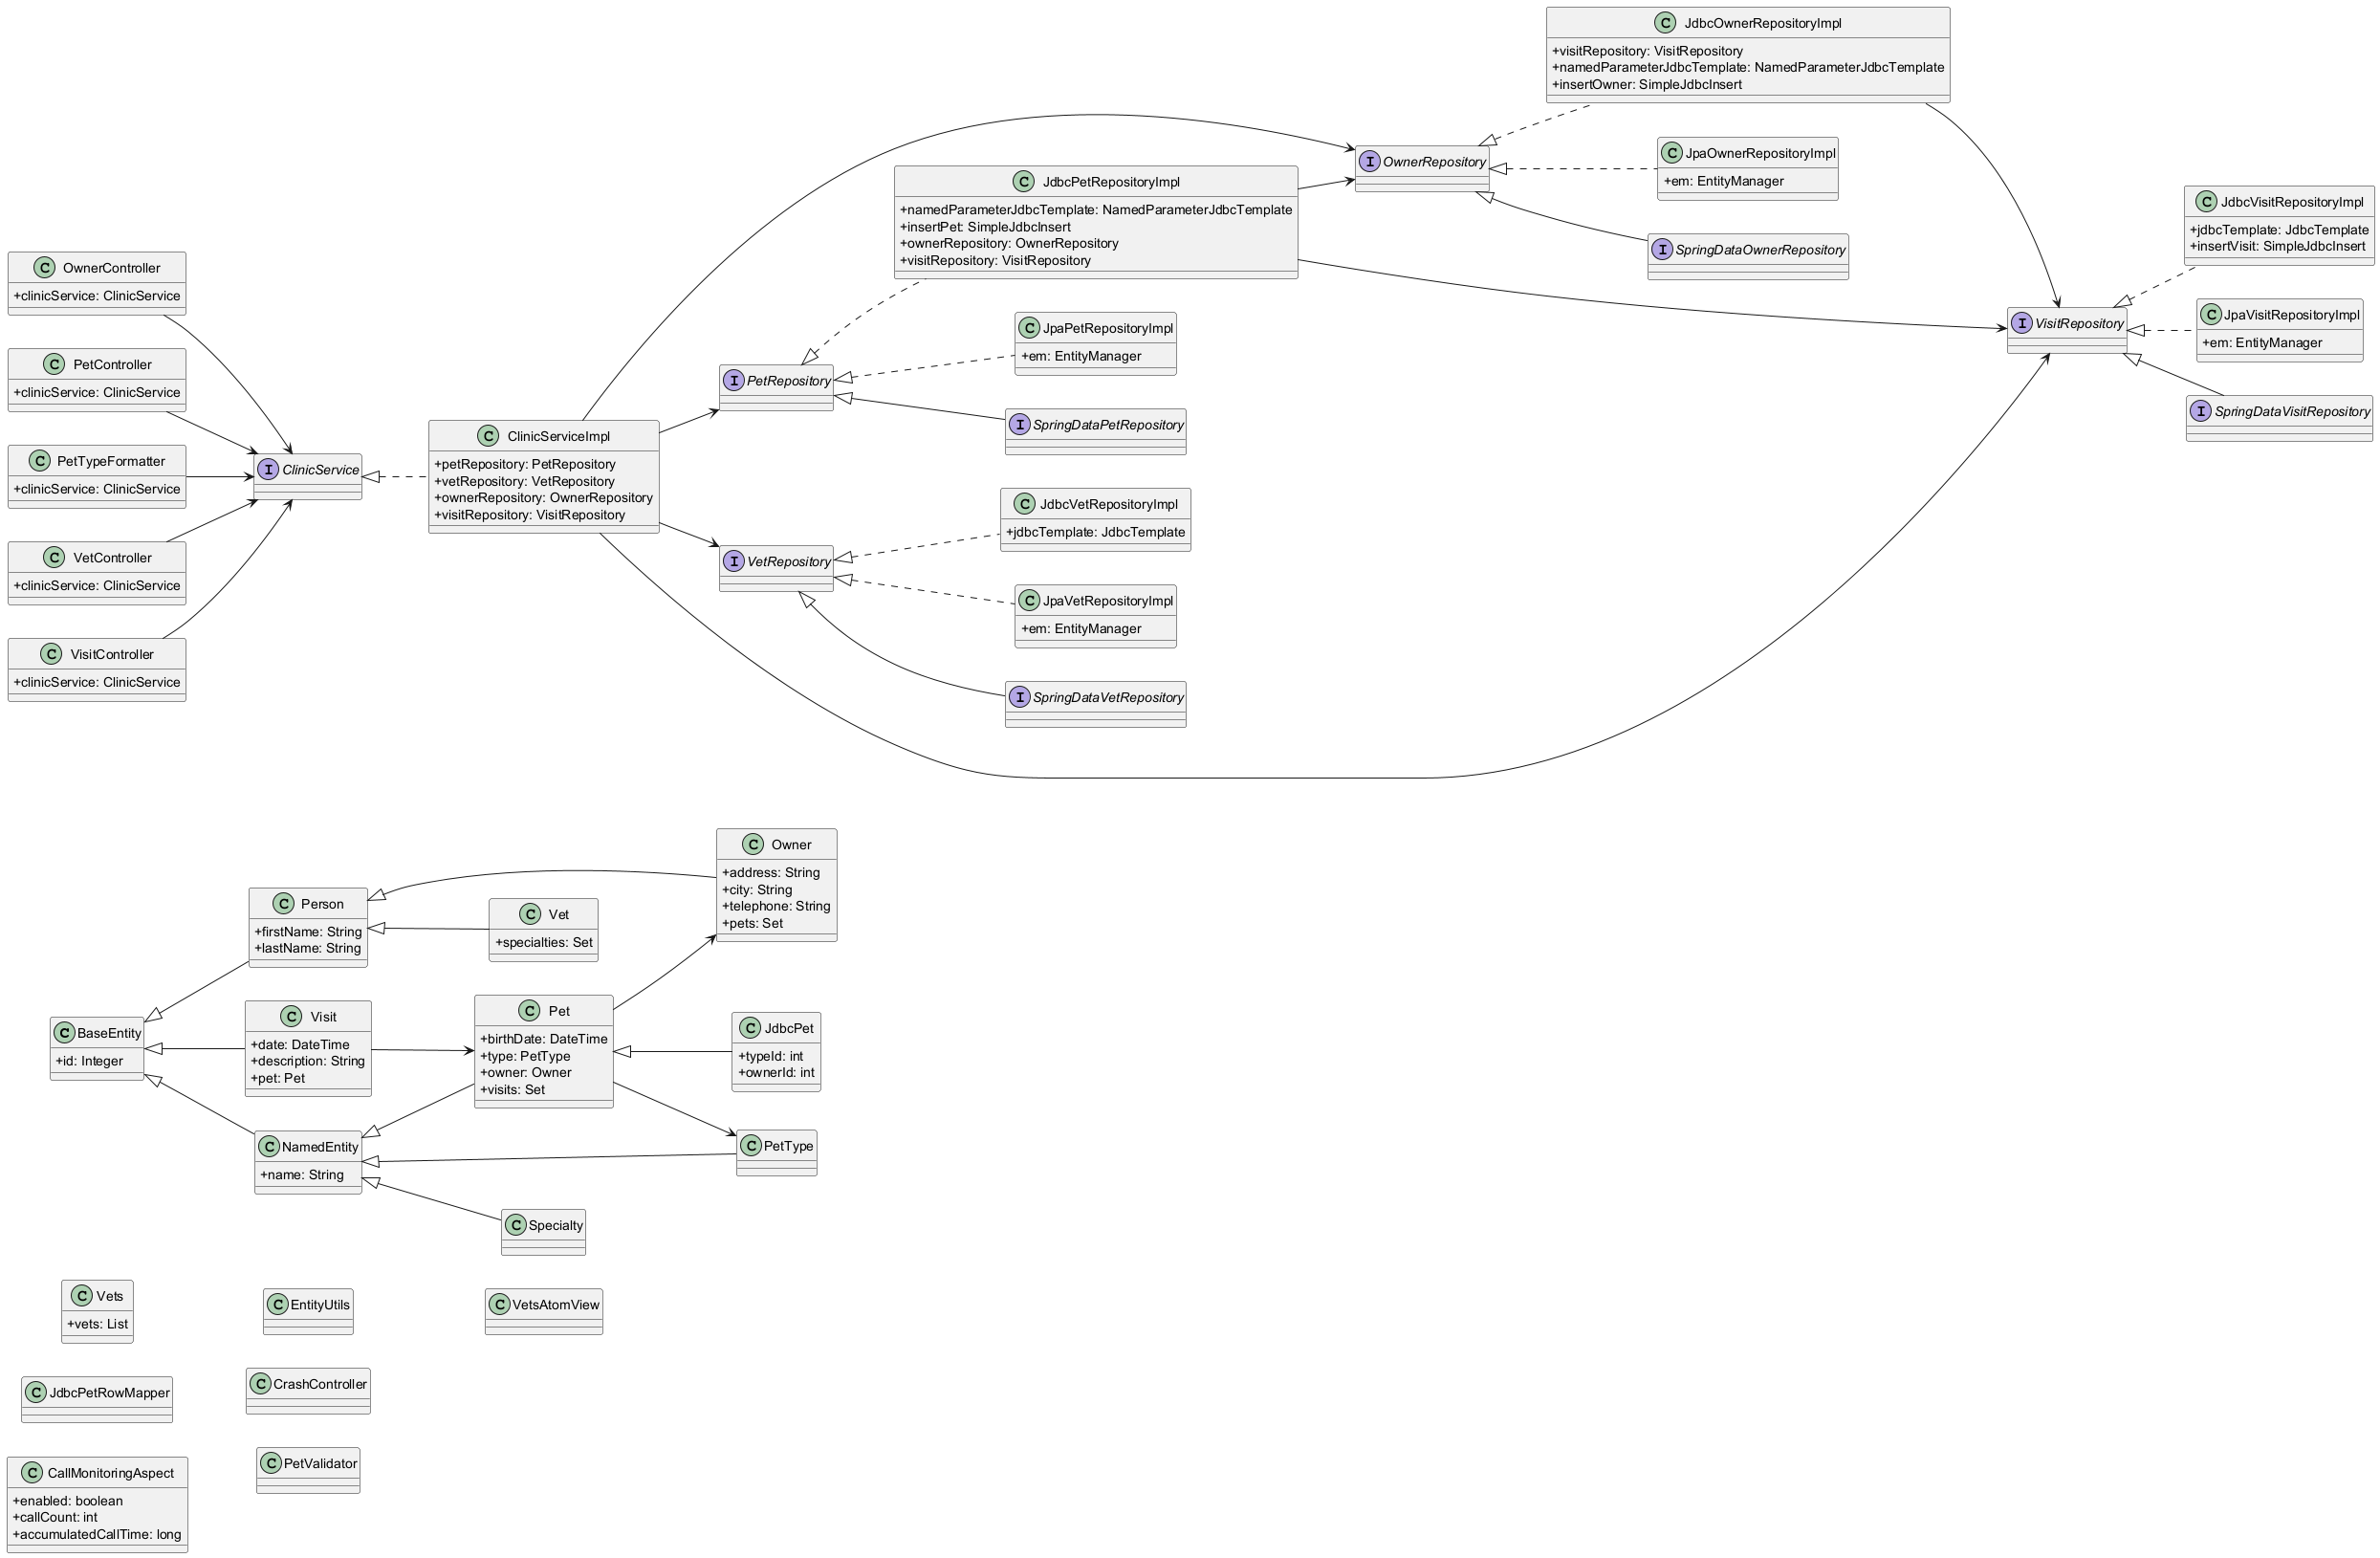 C JdbcOwnerRepositoryImpl
+visitRepository: VisitRepository
+namedParameterJdbcTemplate: NamedParameterJdbcTemplate
+insertOwner: SimpleJdbcInsert
I OwnerRepository
C JpaOwnerRepositoryImpl
+em: EntityManager
C JdbcPetRepositoryImpl
+namedParameterJdbcTemplate: NamedParameterJdbcTemplate
+insertPet: SimpleJdbcInsert
+ownerRepository: OwnerRepository
+visitRepository: VisitRepository
I SpringDataOwnerRepository
C JdbcVisitRepositoryImpl
+jdbcTemplate: JdbcTemplate
+insertVisit: SimpleJdbcInsert
I VisitRepository
C JpaVisitRepositoryImpl
+em: EntityManager
I SpringDataVisitRepository
C OwnerController
+clinicService: ClinicService
C PetController
+clinicService: ClinicService
C PetTypeFormatter
+clinicService: ClinicService
C VetController
+clinicService: ClinicService
C VisitController
+clinicService: ClinicService
I ClinicService
C ClinicServiceImpl
+petRepository: PetRepository
+vetRepository: VetRepository
+ownerRepository: OwnerRepository
+visitRepository: VisitRepository
I PetRepository
C JpaPetRepositoryImpl
+em: EntityManager
I SpringDataPetRepository
I VetRepository
C JdbcVetRepositoryImpl
+jdbcTemplate: JdbcTemplate
C JpaVetRepositoryImpl
+em: EntityManager
I SpringDataVetRepository
C BaseEntity
+id: Integer
C Person
+firstName: String
+lastName: String
C Visit
+date: DateTime
+description: String
+pet: Pet
C NamedEntity
+name: String
C Vet
+specialties: Set
C Pet
+birthDate: DateTime
+type: PetType
+owner: Owner
+visits: Set
C Specialty
C Owner
+address: String
+city: String
+telephone: String
+pets: Set
C JdbcPet
+typeId: int
+ownerId: int
C PetType
C Vets
+vets: List
C EntityUtils
C VetsAtomView
C JdbcPetRowMapper
C CrashController
C CallMonitoringAspect
+enabled: boolean
+callCount: int
+accumulatedCallTime: long
C PetValidator